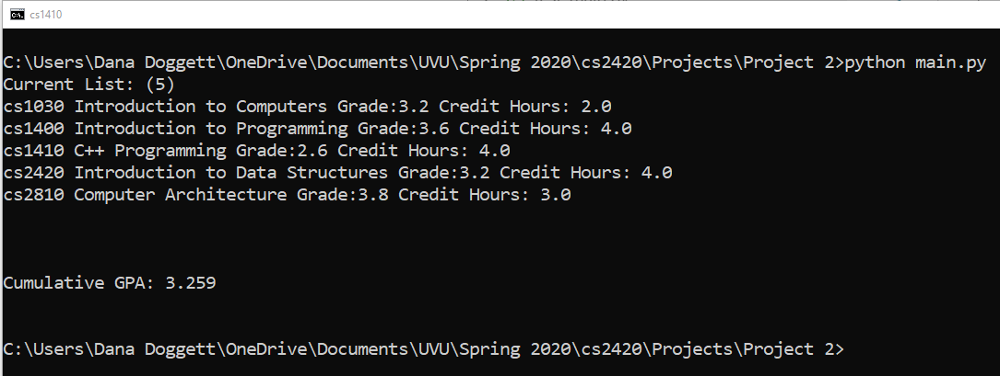 cs1410
C:\Users\Dana Doggett\OneDrive\Documents\UVU\Spring 2020\cs2420\Projects\Project 2>python main.py
Current List: (5)
cs1030 Introduction to Computers Grade:3.2 Credit Hours: 2.0
cs1400 Introduction to Programming Grade:3.6 Credit Hours: 4.0
cs1410 C++ Programming Grade:2.6 Credit Hours: 4.0
cs2420 Introduction to Data Structures Grade:3.2 Credit Hours: 4.0
cs2810 Computer Architecture Grade:3.8 Credit Hours: 3.0
Cumulative GPA: 3.259
C:\Users\Dana Doggett\OneDrive\Documents\UVU\Spring 2020\cs2420\Projects\Project 2>